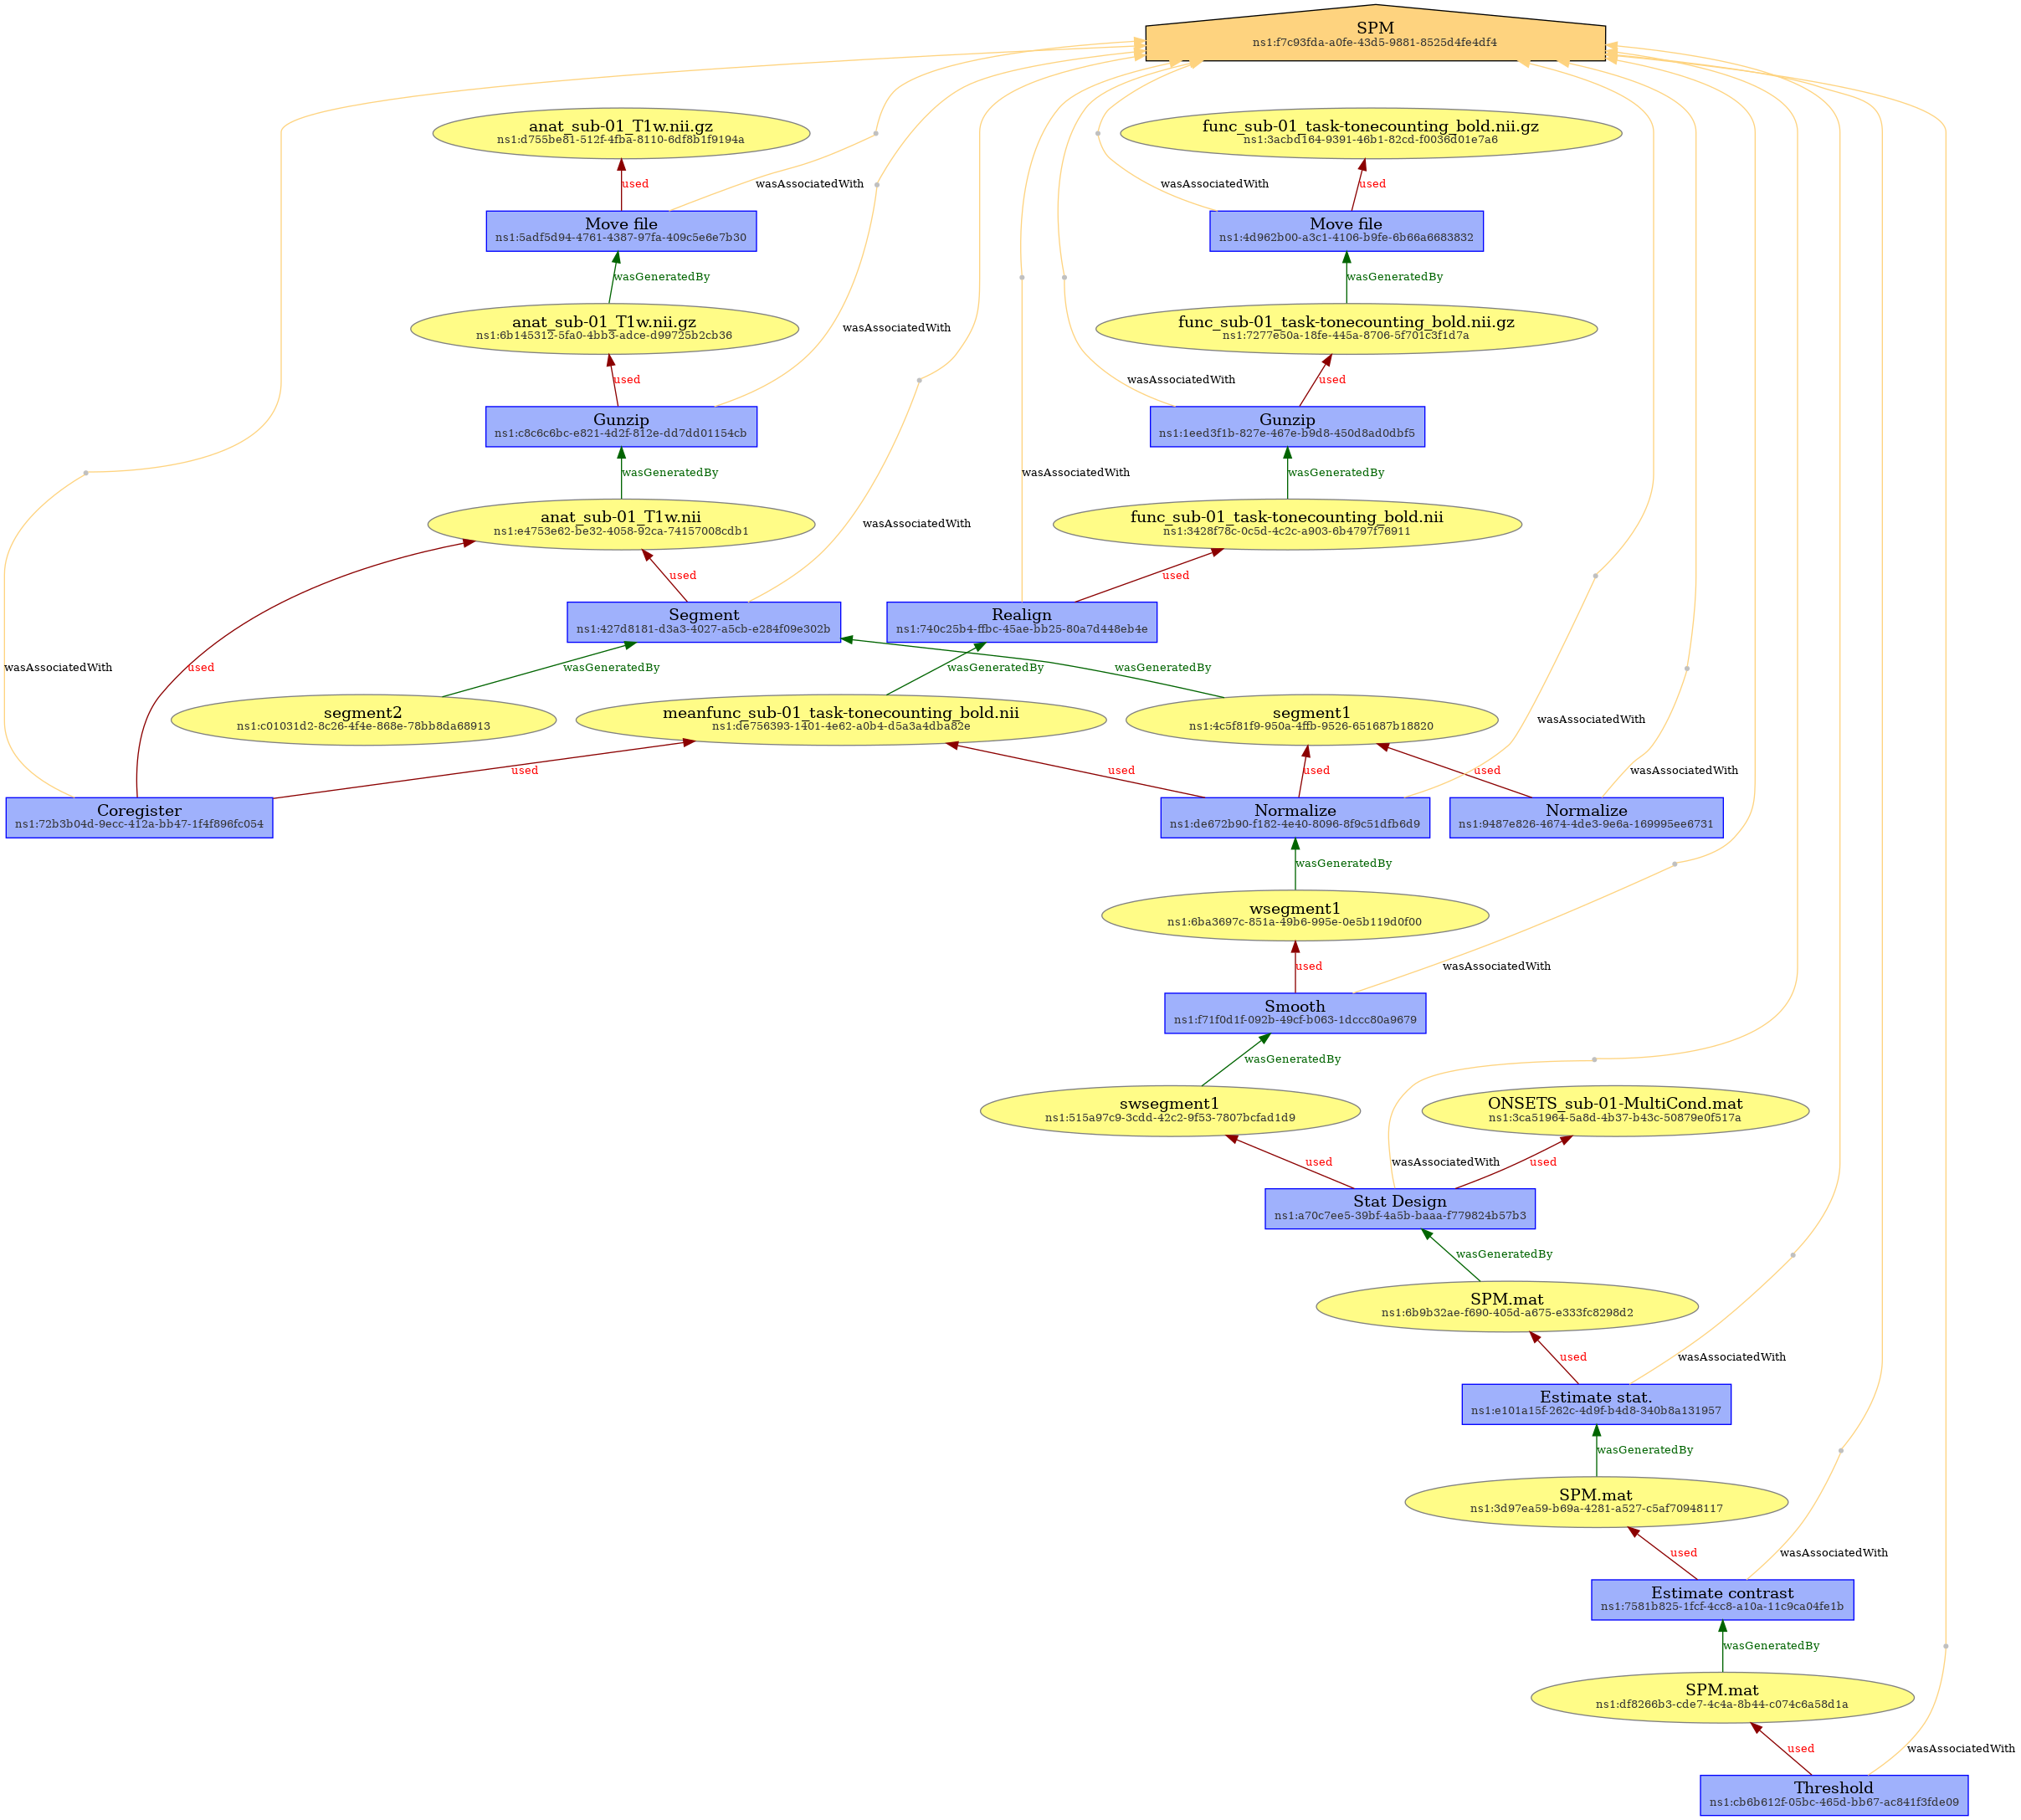 SPM
ns1:f7c93fda-a0fe-43d5-9881-8525d4fe4df4
anat_sub-01_T1w.nii.gz
ns1:d755be81-512f-4fba-8110-6df8b1f9194a
func_sub-01_task-tonecounting_bold.nii.gz
ns1:3acbd164-9391-46b1-82cd-f0036d01e7a6
used
wasAssociatedWith
wasAssociatedWith
used
Move file
ns1:5adf5d94-4761-4387-97fa-409c5e6e7b30
Move file
ns1:4d962b00-a3c1-4106-b9fe-6b66a6683832
wasGeneratedBy
wasGeneratedBy
anat_sub-01_T1w.nii.gz
ns1:6b145312-5fa0-4bb3-adce-d99725b2cb36
wasAssociatedWith
func_sub-01_task-tonecounting_bold.nii.gz
ns1:7277e50a-18fe-445a-8706-5f701c3f1d7a
used
wasAssociatedWith
used
Gunzip
ns1:c8c6c6bc-e821-4d2f-812e-dd7dd01154cb
Gunzip
ns1:1eed3f1b-827e-467e-b9d8-450d8ad0dbf5
wasGeneratedBy
wasAssociatedWith
wasGeneratedBy
anat_sub-01_T1w.nii
ns1:e4753e62-be32-4058-92ca-74157008cdb1
wasAssociatedWith
func_sub-01_task-tonecounting_bold.nii
ns1:3428f78c-0c5d-4c2c-a903-6b4797f76911
used
used
Segment
ns1:427d8181-d3a3-4027-a5cb-e284f09e302b
Realign
ns1:740c25b4-ffbc-45ae-bb25-80a7d448eb4e
wasAssociatedWith
used
wasGeneratedBy
wasGeneratedBy
wasGeneratedBy
segment2
ns1:c01031d2-8c26-4f4e-868e-78bb8da68913
meanfunc_sub-01_task-tonecounting_bold.nii
ns1:de756393-1401-4e62-a0b4-d5a3a4dba82e
segment1
ns1:4c5f81f9-950a-4ffb-9526-651687b18820
wasAssociatedWith
used
used
used
used
wasAssociatedWith
Coregister
ns1:72b3b04d-9ecc-412a-bb47-1f4f896fc054
Normalize
ns1:de672b90-f182-4e40-8096-8f9c51dfb6d9
Normalize
ns1:9487e826-4674-4de3-9e6a-169995ee6731
wasGeneratedBy
wsegment1
ns1:6ba3697c-851a-49b6-995e-0e5b119d0f00
used
wasAssociatedWith
Smooth
ns1:f71f0d1f-092b-49cf-b063-1dccc80a9679
wasGeneratedBy
swsegment1
ns1:515a97c9-3cdd-42c2-9f53-7807bcfad1d9
ONSETS_sub-01-MultiCond.mat
ns1:3ca51964-5a8d-4b37-b43c-50879e0f517a
used
wasAssociatedWith
used
Stat Design
ns1:a70c7ee5-39bf-4a5b-baaa-f779824b57b3
wasGeneratedBy
SPM.mat
ns1:6b9b32ae-f690-405d-a675-e333fc8298d2
used
wasAssociatedWith
Estimate stat.
ns1:e101a15f-262c-4d9f-b4d8-340b8a131957
wasGeneratedBy
SPM.mat
ns1:3d97ea59-b69a-4281-a527-c5af70948117
used
wasAssociatedWith
Estimate contrast
ns1:7581b825-1fcf-4cc8-a10a-11c9ca04fe1b
wasGeneratedBy
SPM.mat
ns1:df8266b3-cde7-4c4a-8b44-c074c6a58d1a
used
wasAssociatedWith
Threshold
ns1:cb6b612f-05bc-465d-bb67-ac841f3fde09